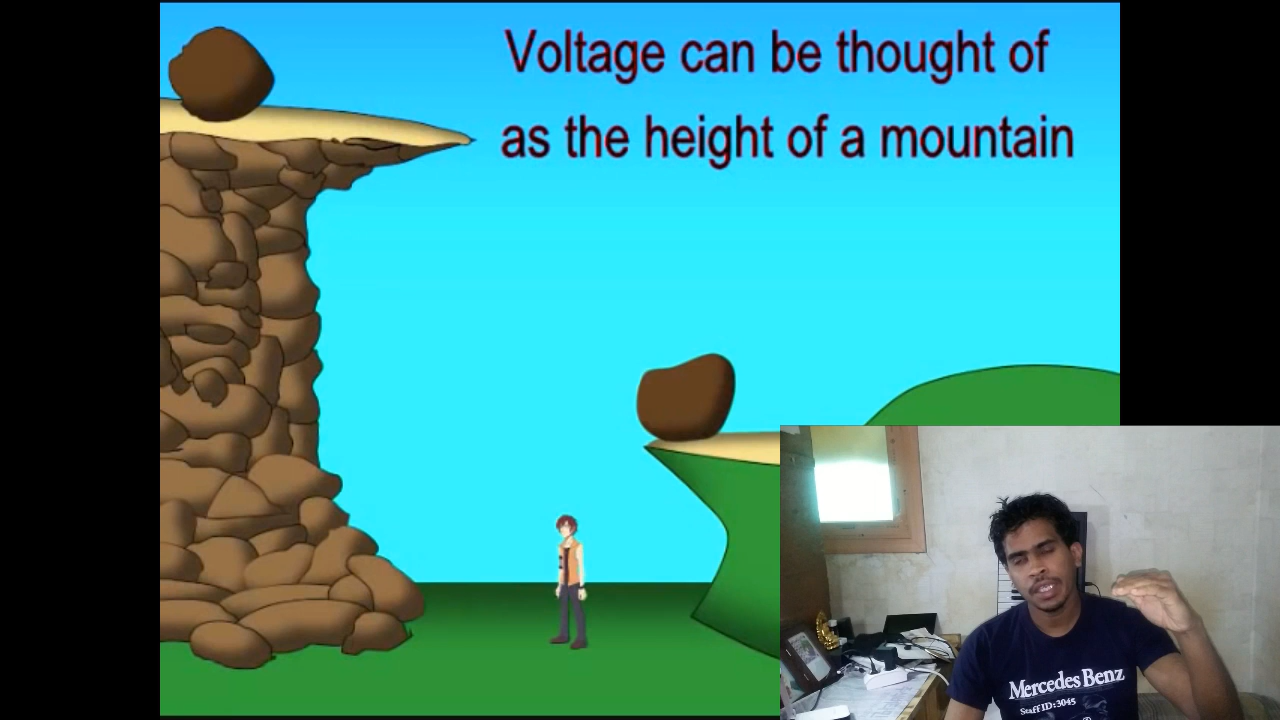 Voltage can be thought of
as the height of a mountain
Mercedes Benz
Staff ID:3045